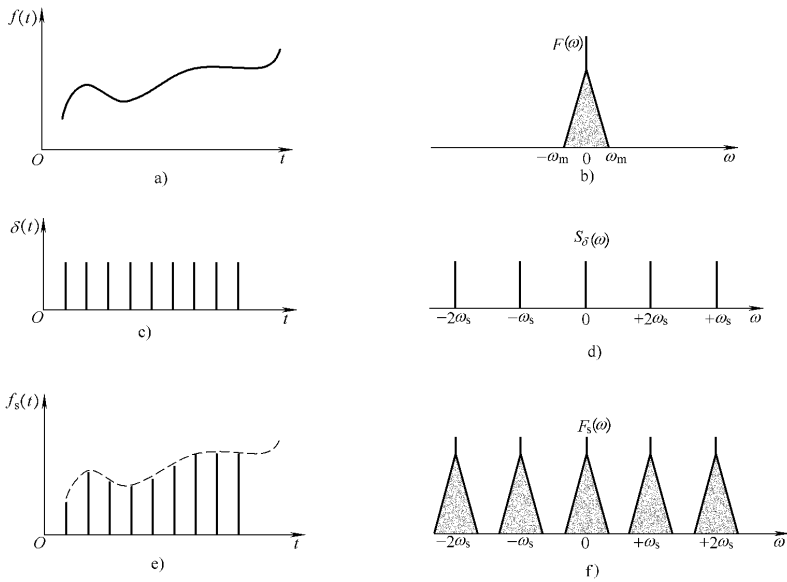 f(t)
O
t
a)
F(ω)
−ωm 0 ωm ω
b)
δ(t)
O
t
c)
Sδ(ω)
−2ωs −ωs 0 +2ωs +ωs ω
d)
fs(t)
O
t
e)
Fs(ω)
−2ωs −ωs 0 +ωs +2ωs ω
f)